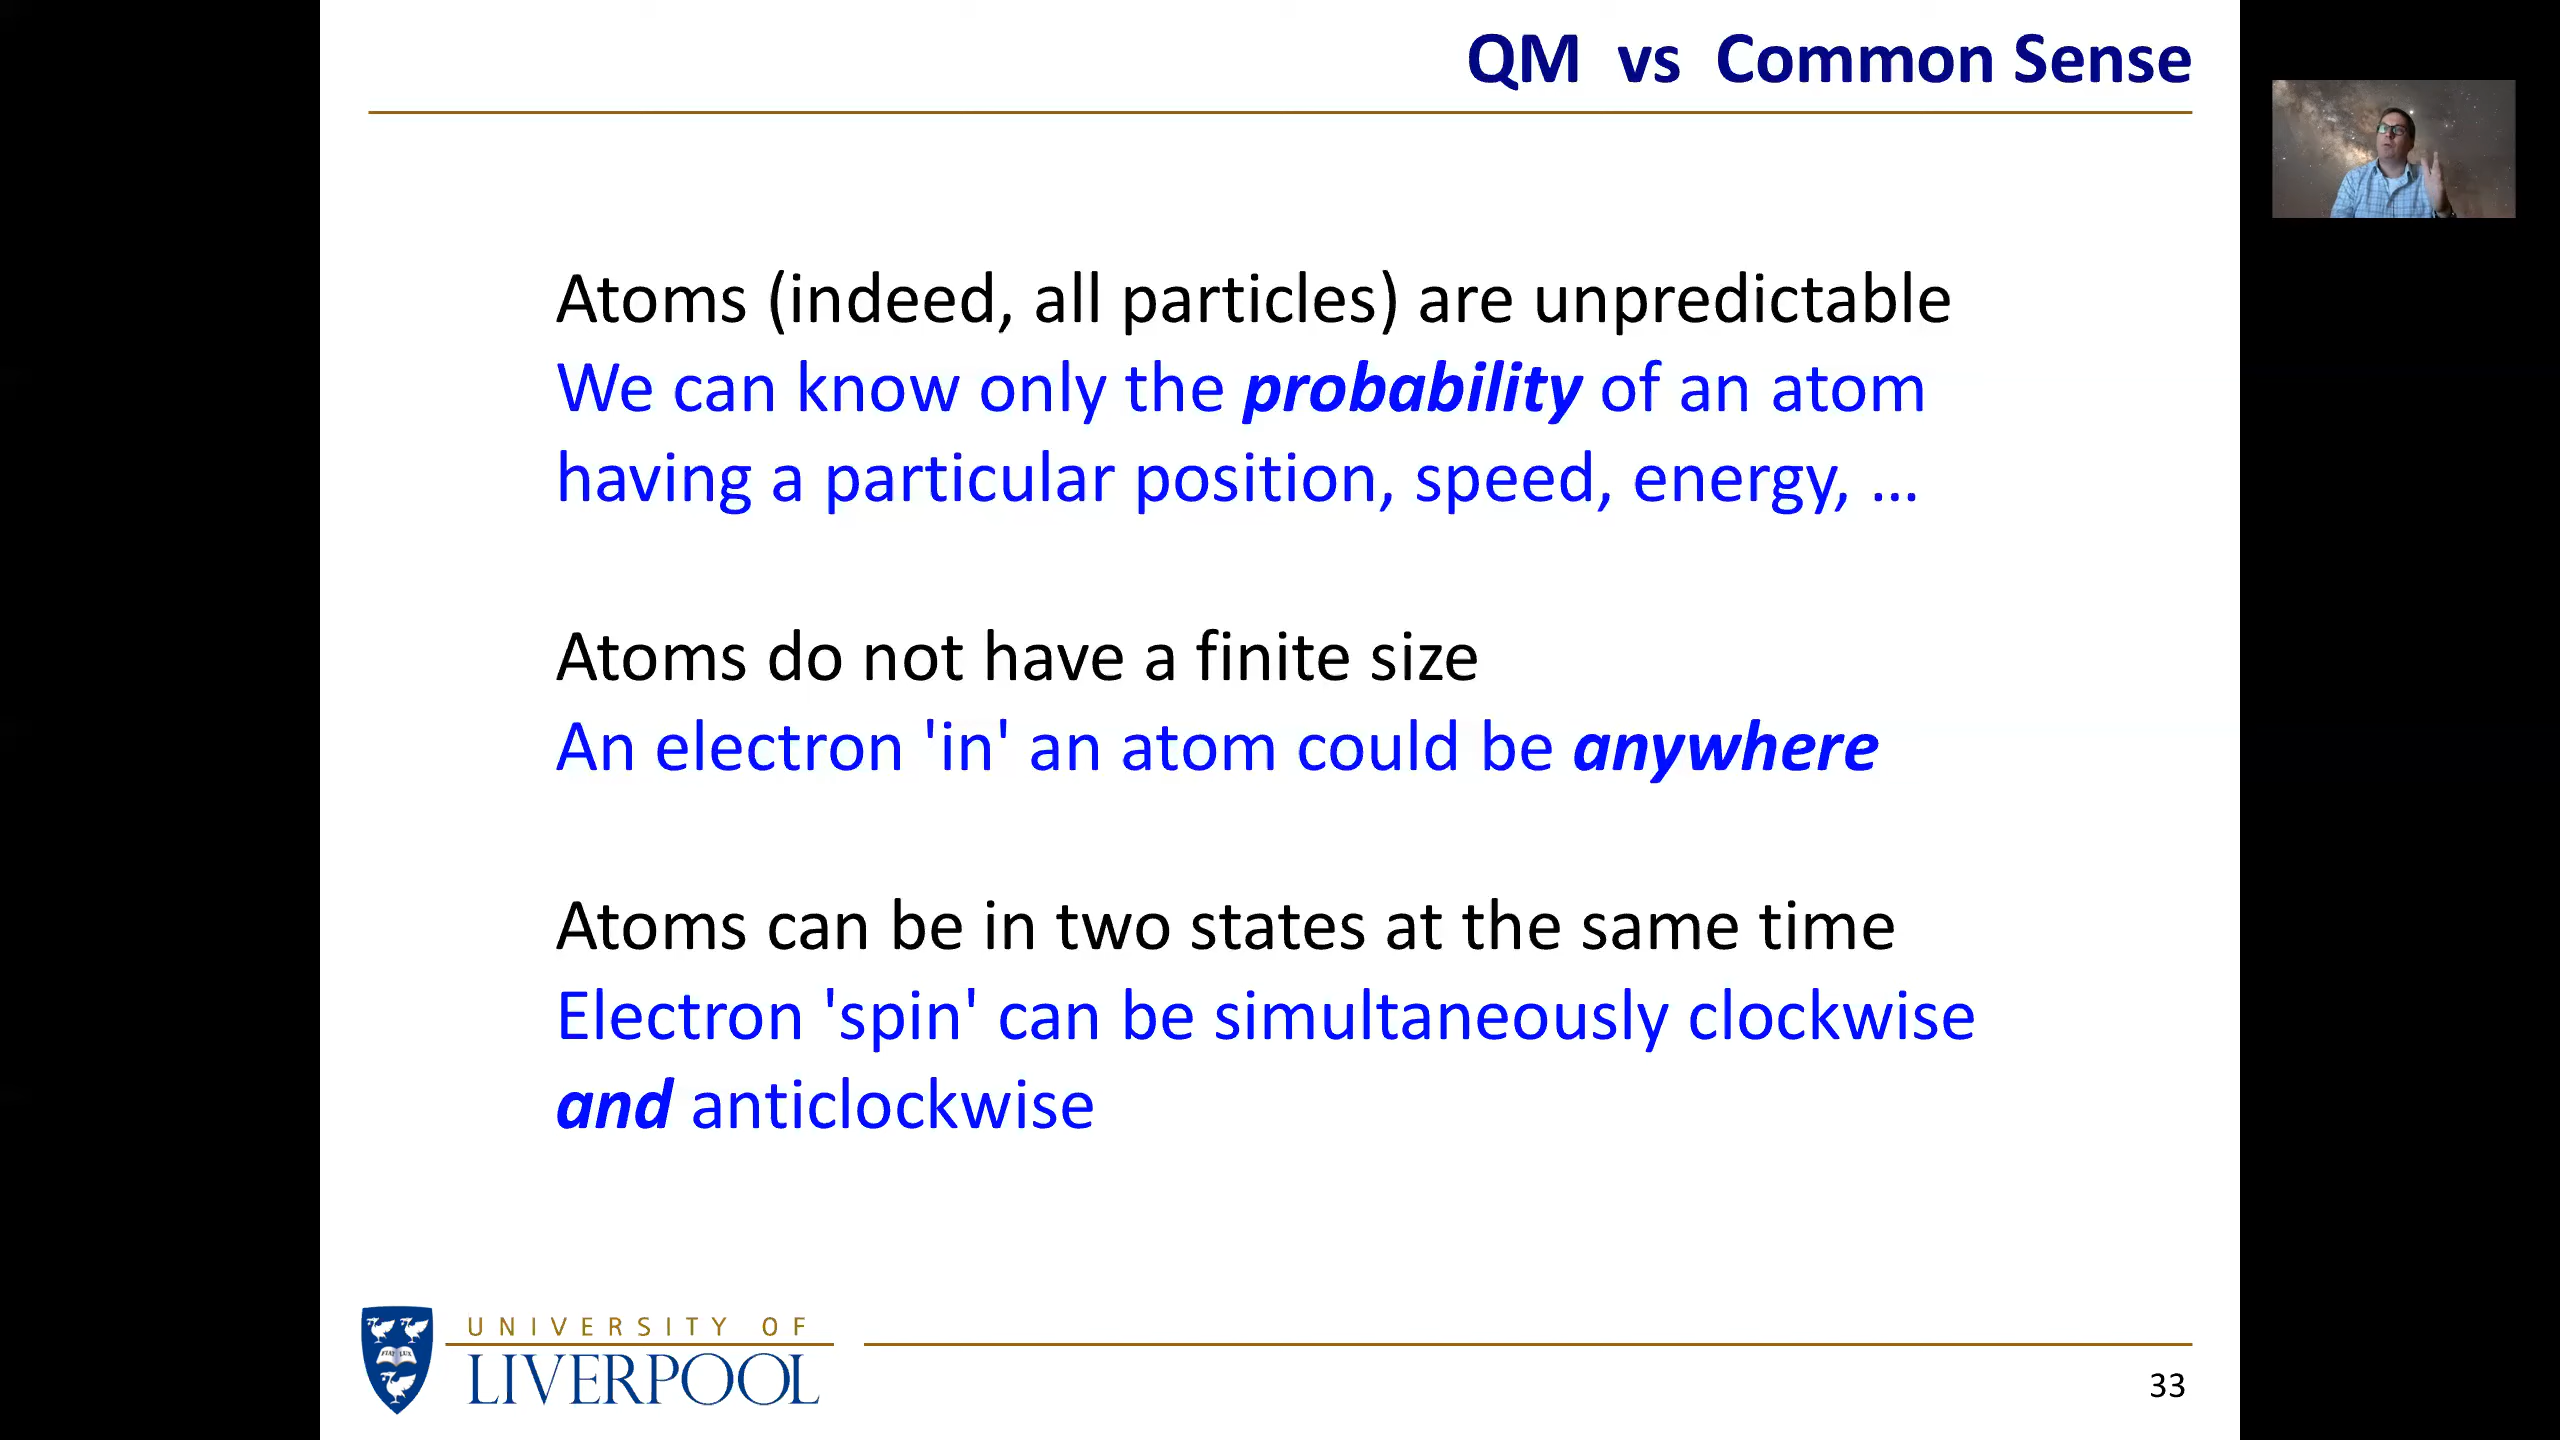 QM vs Common Sense
Atoms (indeed, all particles) are unpredictable
We can know only the probability of an atom
having a particular position, speed, energy, ...
Atoms do not have a finite size
An electron 'in' an atom could be anywhere
Atoms can be in two states at the same time
Electron 'spin' can be simultaneously clockwise
and anticlockwise
FIAT LUX
UNIVERSITY OF
LIVERPOOL
33